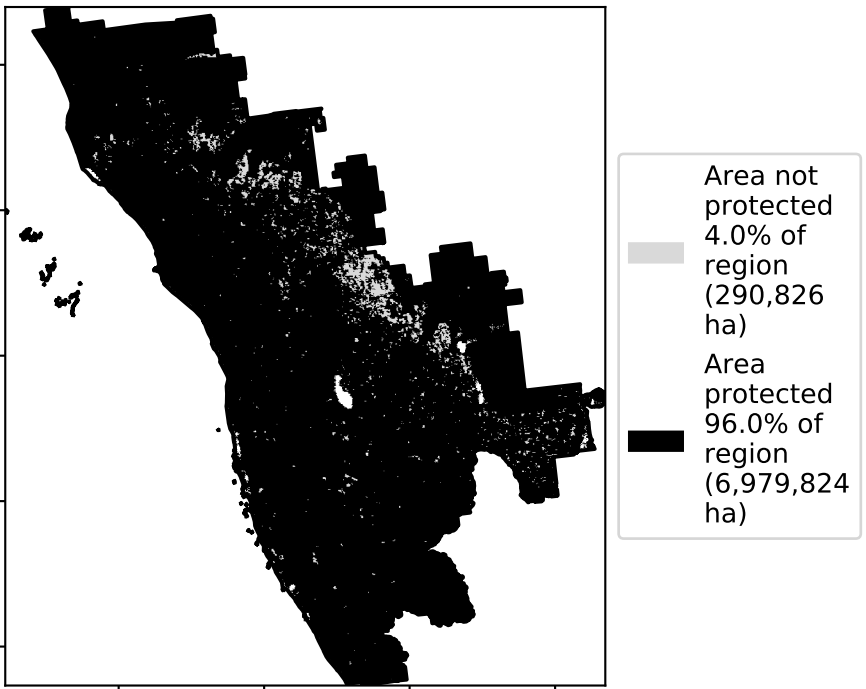 Area not
protected
4.0% of
region
(290,826
ha)
Area
protected
96.0% of
region
(6,979,824
ha)